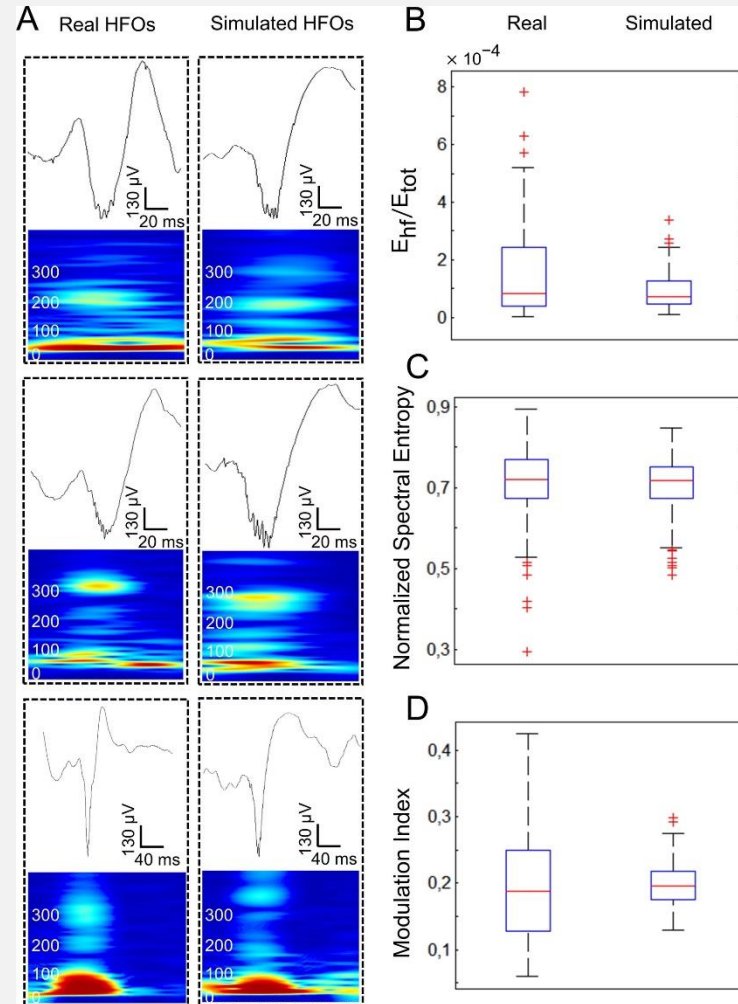 A
Real HFOs
Simulated HFOs
130 µV
20 ms
130 µV
20 ms
300
200
100
0
300
200
100
0
130 µV
20 ms
130 µV
20 ms
300
200
100
0
300
200
100
0
130 µV
40 ms
130 µV
40 ms
300
200
100
0
300
200
100
0
B
Real
Simulated
× 10⁻⁴
8
6
4
2
0
E_hf/E_tot
C
0,9
0,7
0,5
0,3
Normalized Spectral Entropy
D
0,4
0,3
0,2
0,1
Modulation Index